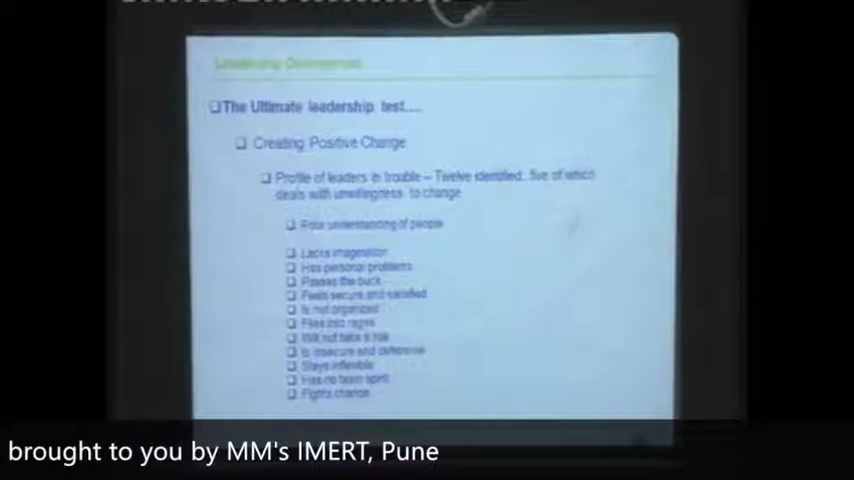 Leadership Development
❑The Ultimate leadership test....
❑ Creating Positive Change
❑ Profile of leaders in trouble – Twelve identified, five of which
deals with unwillingness to change
❑ Poor understanding of people
❑ Lacks imagination
❑ Has personal problems
❑ Passes the buck
❑ Feels secure and satisfied
❑ Is not organized
❑ Flies into rages
❑ Will not take a risk
❑ Is insecure and defensive
❑ Stays inflexible
❑ Has no team spirit
❑ Fights change
brought to you by MM's IMERT, Pune